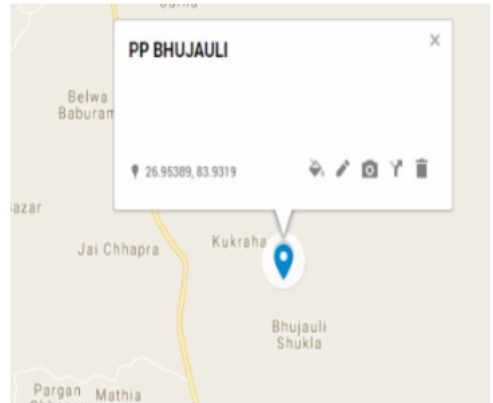 PP BHUJAULI
Belwa
Baburam
26.95389, 83.9319
azar
Jai Chhapra
Kukraha
Bhujauli
Shukla
Pargan Mathia